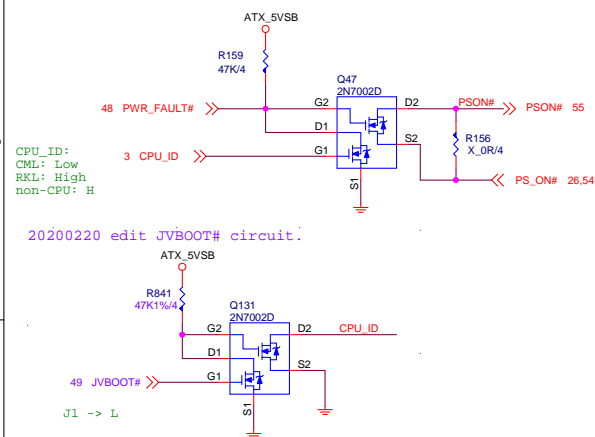 ATX_5VSB
R159
47K/4
Q47
2N7002D
48 PWR_FAULT#
G2
D2
PSON#
PSON# 55
D1
R156
X_0R/4
CPU_ID:
CML: Low
RKL: High
non-CPU: H
3 CPU_ID
G1
S2
S1
PS_ON# 26,54
20200220 edit JVBOOT# circuit.
ATX_5VSB
R841
47K1%/4
Q131
2N7002D
G2
D2
CPU_ID
D1
S2
49 JVBOOT#
G1
S1
J1 -> L